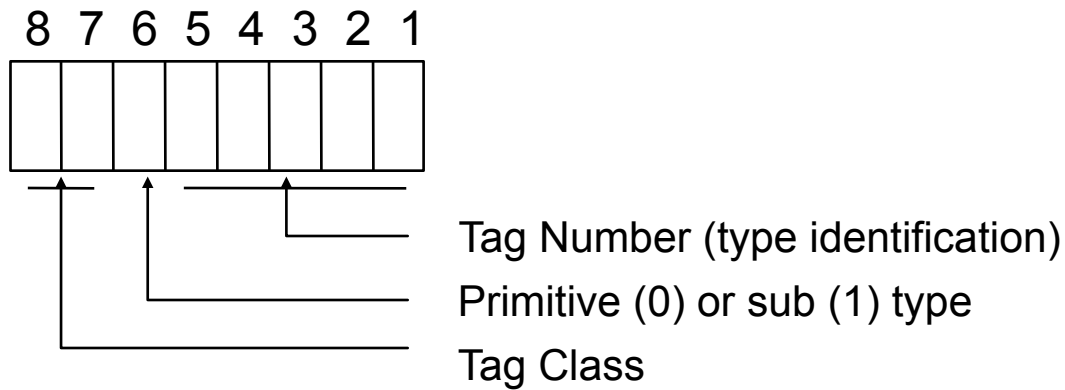 8 7 6 5 4 3 2 1
Tag Number (type identification)
Primitive (0) or sub (1) type
Tag Class